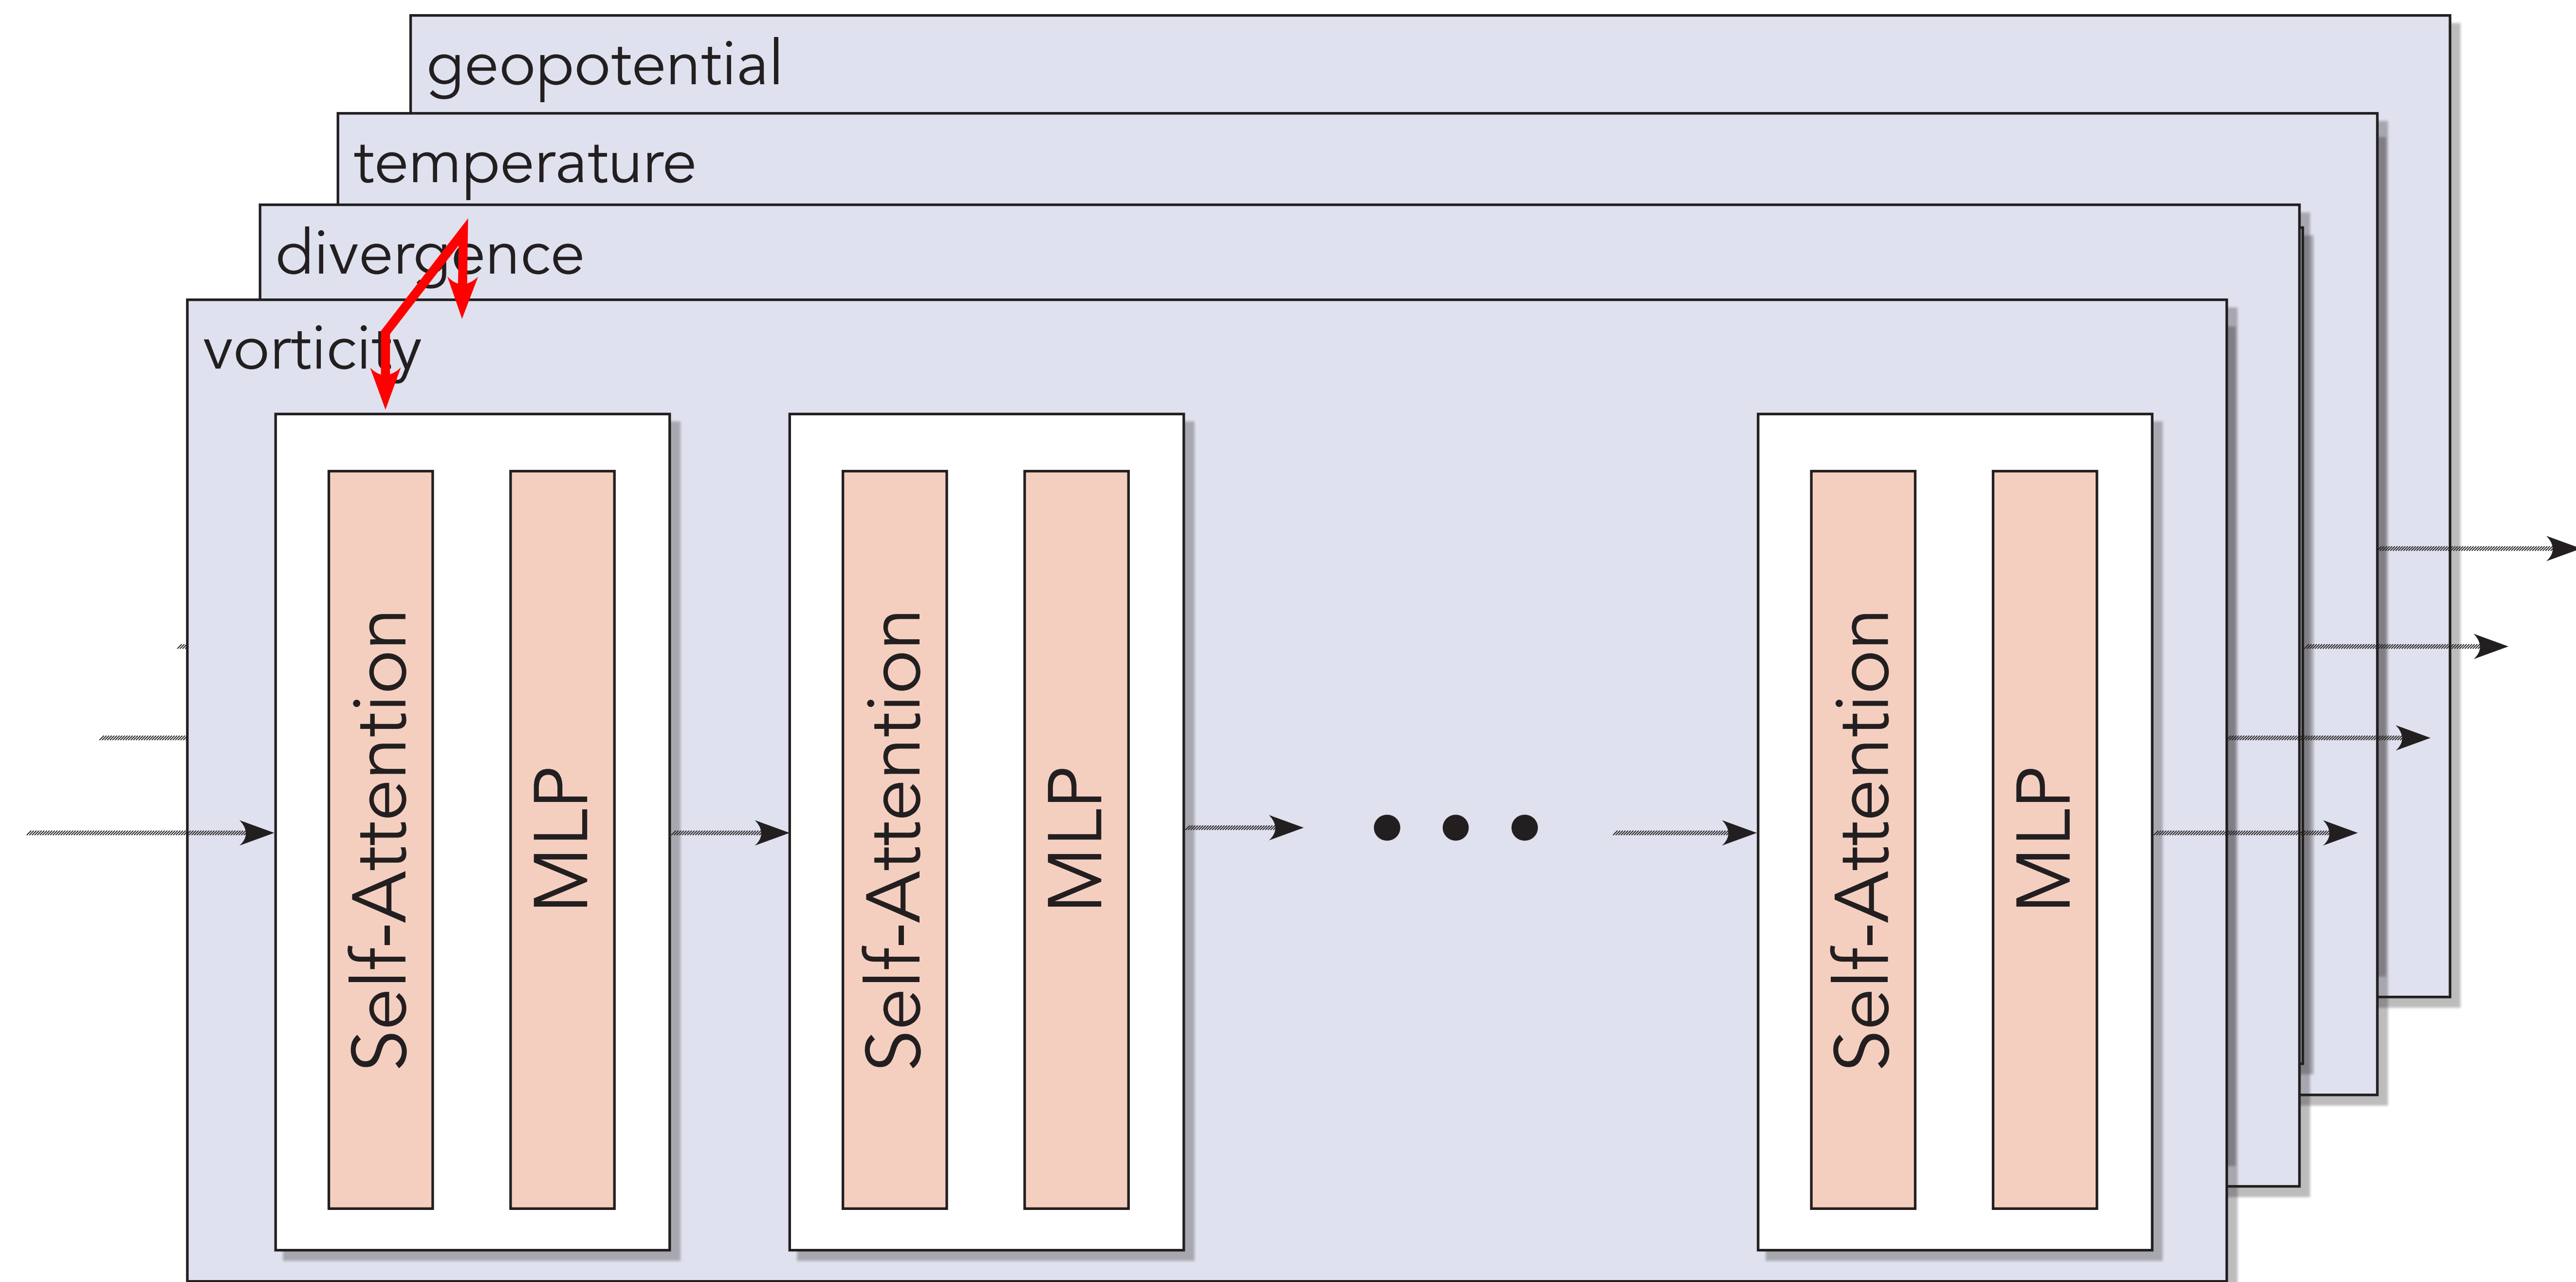 geopotential
temperature
divergence
vorticity
Self-Attention
MLP
Self-Attention
MLP
Self-Attention
MLP